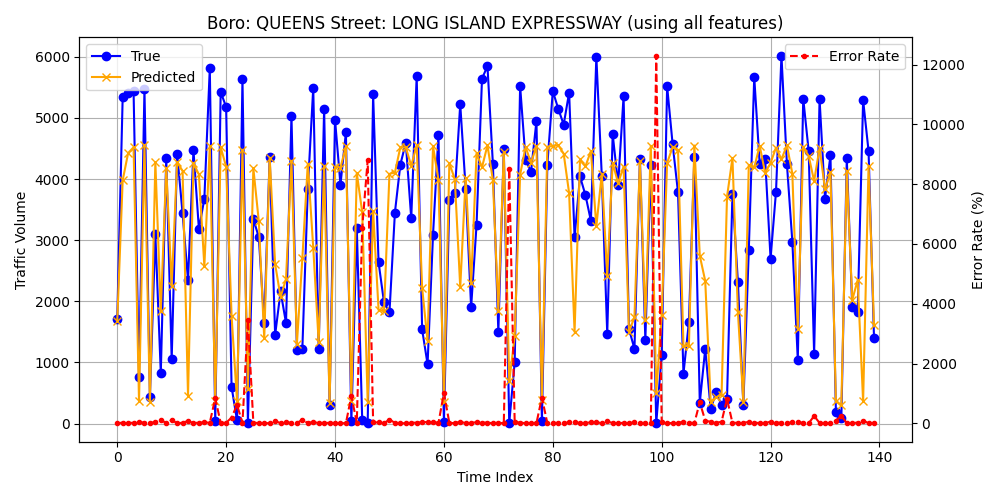 Boro: QUEENS Street: LONG ISLAND EXPRESSWAY (using all features)
True
Predicted
Error Rate
Traffic Volume
6000
5000
4000
3000
2000
1000
0
12000
10000
8000
6000
4000
2000
0
Error Rate (%)
0 20 40 60 80 100 120 140
Time Index